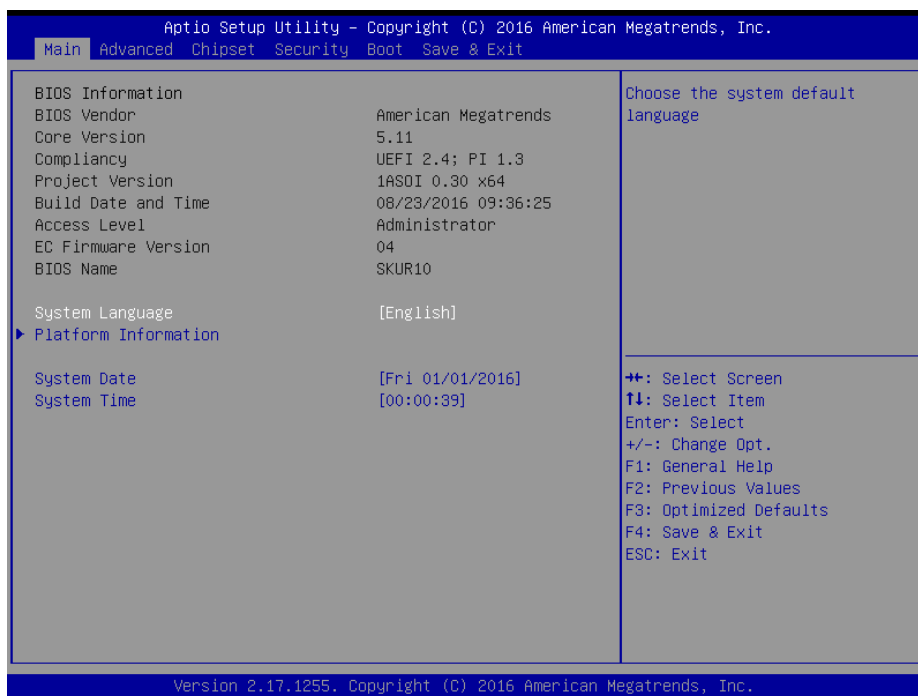 Aptio Setup Utility – Copyright (C) 2016 American Megatrends, Inc.
Main Advanced Chipset Security Boot Save & Exit
BIOS Information
BIOS Vendor American Megatrends
Core Version 5.11
Compliancy UEFI 2.4; PI 1.3
Project Version 1ASOI 0.30 x64
Build Date and Time 08/23/2016 09:36:25
Access Level Administrator
EC Firmware Version 04
BIOS Name SKUR10
System Language [English]
Platform Information
System Date [Fri 01/01/2016]
System Time [00:00:39]
Choose the system default
language
→←: Select Screen
↑↓: Select Item
Enter: Select
+/-: Change Opt.
F1: General Help
F2: Previous Values
F3: Optimized Defaults
F4: Save & Exit
ESC: Exit
Version 2.17.1255. Copyright (C) 2016 American Megatrends, Inc.